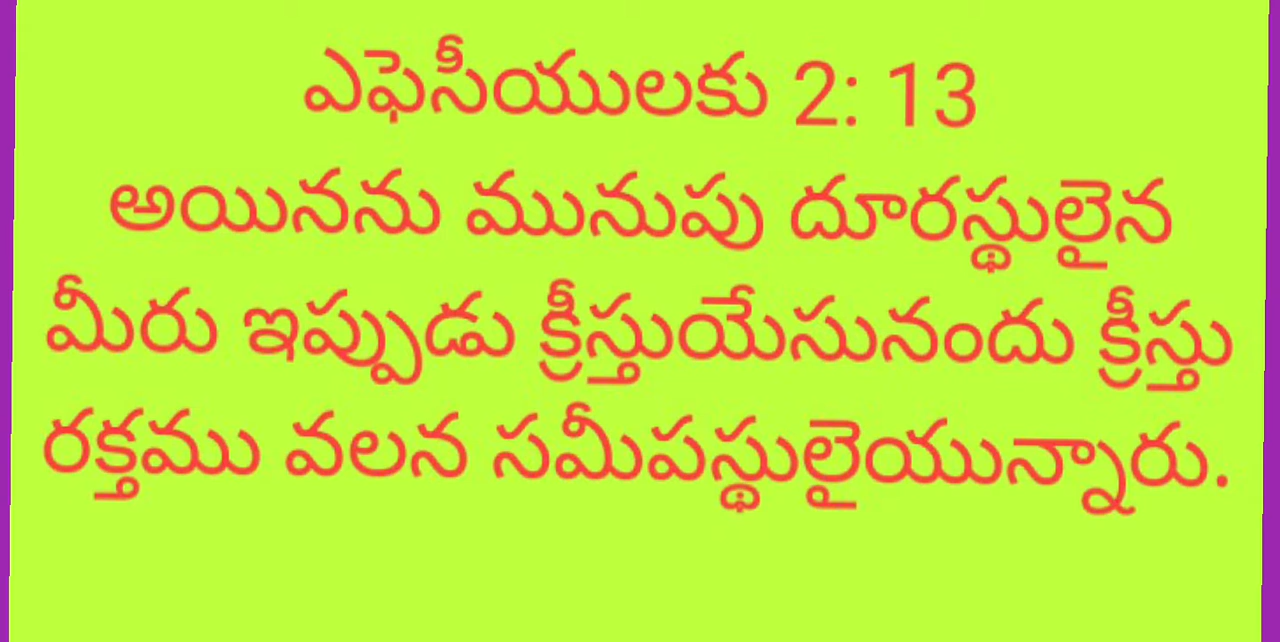 ఎఫెసీయులకు 2: 13
అయినను మునుపు దూరస్థులైన
మీరు ఇప్పుడు క్రీస్తుయేసునందు క్రీస్తు
రక్తము వలన సమీపస్థులైయున్నారు.